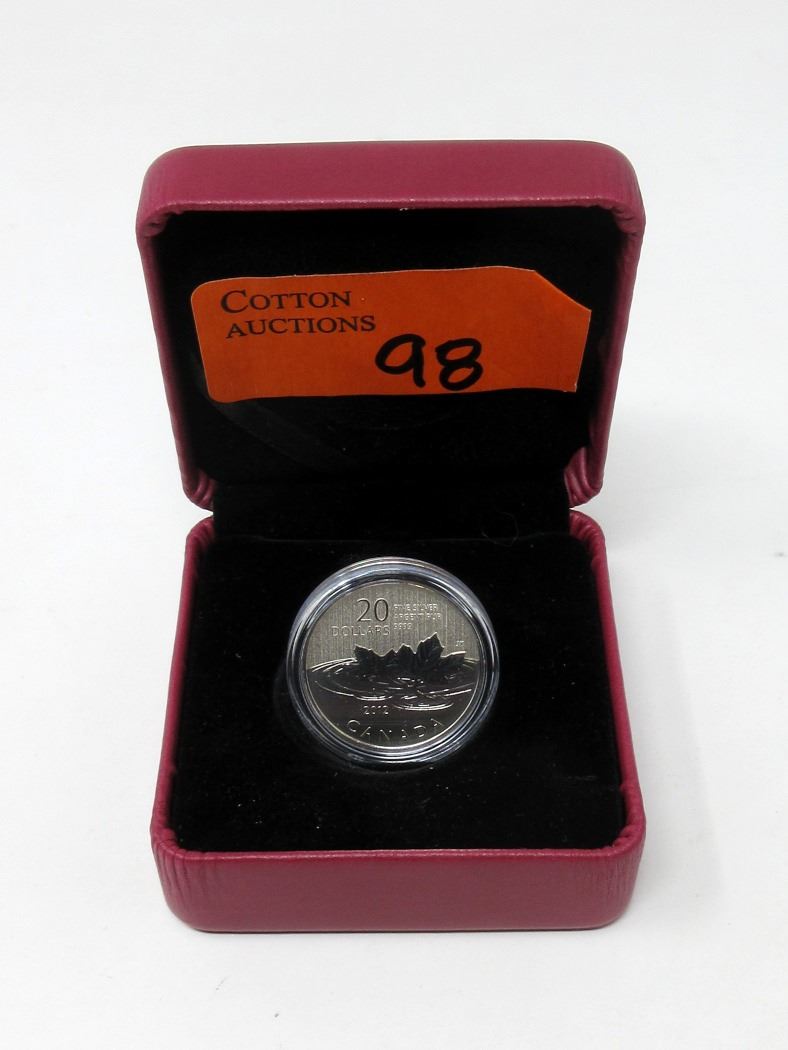 COTTON
AUCTIONS
98
20 FINE SILVER
DOLLARS ARGENT PUR
9999
2012
CANADA